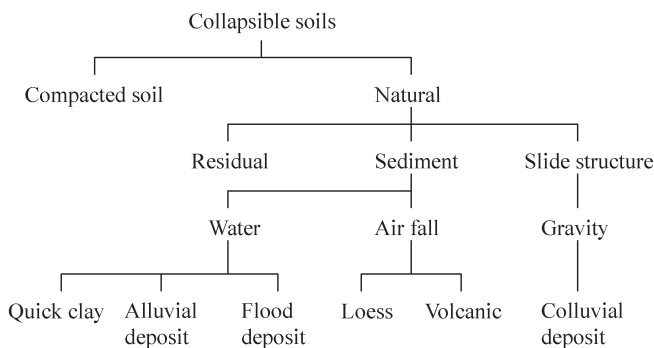 Collapsible soils
Compacted soil
Natural
Residual
Sediment
Slide structure
Water
Air fall
Gravity
Quick clay
Alluvial
deposit
Flood
deposit
Loess
Volcanic
Colluvial
deposit